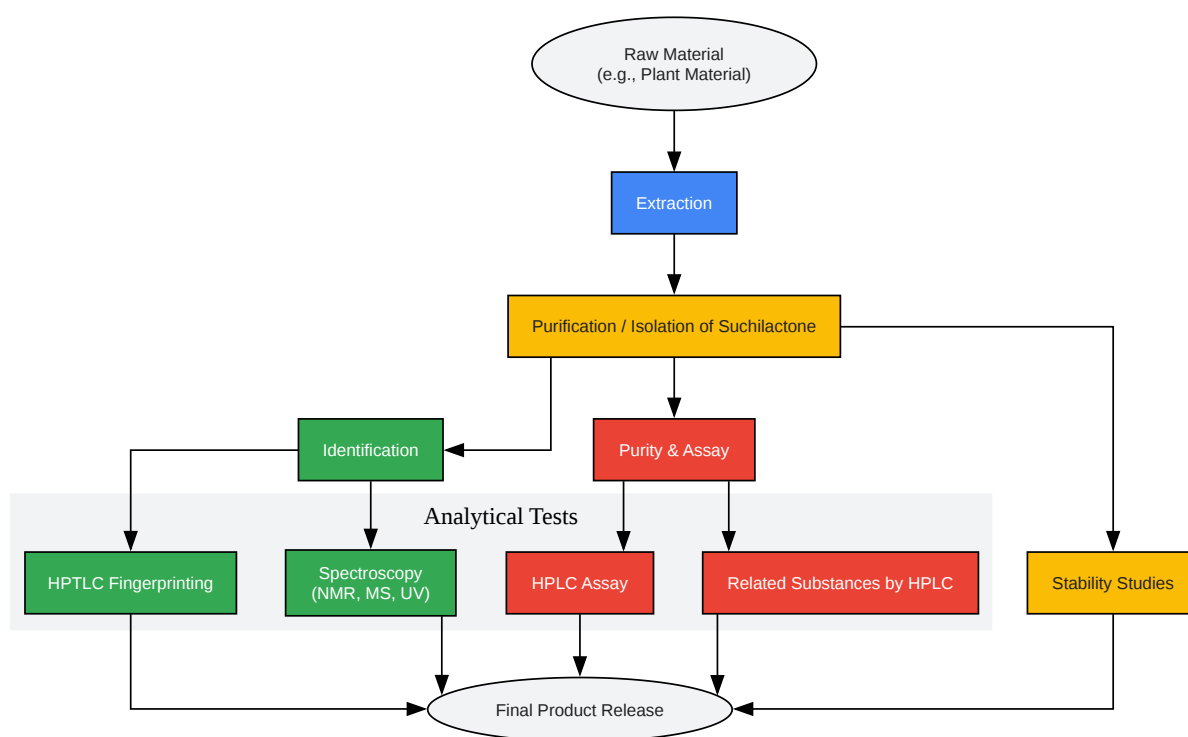 Raw Material
(e.g., Plant Material)
Extraction
Purification / Isolation of Suchilactone
Identification
Purity & Assay
Analytical Tests
HPTLC Fingerprinting
Spectroscopy
(NMR, MS, UV)
HPLC Assay
Related Substances by HPLC
Stability Studies
Final Product Release